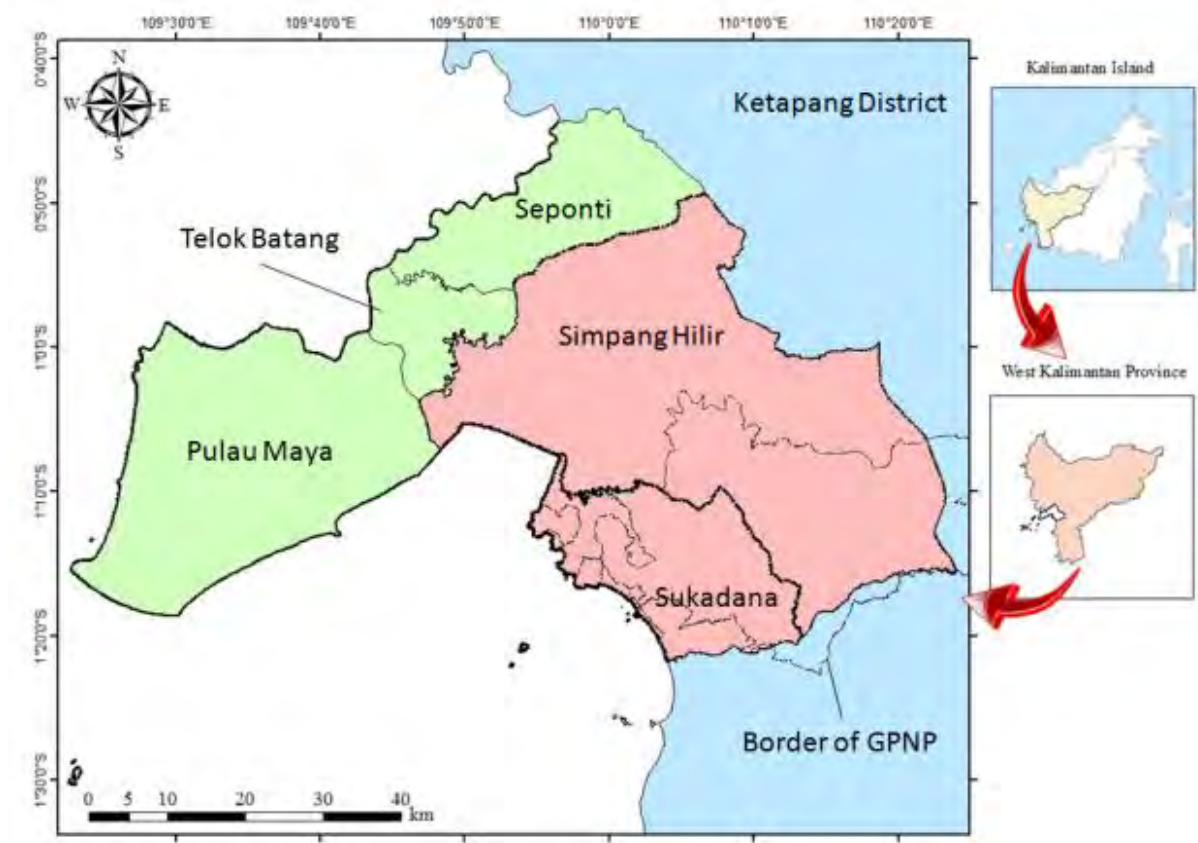 109°30'0"E 109°40'0"E 109°50'0"E 110°0'0"E 110°10'0"E 110°20'0"E
0°40'0"S
0°50'0"S
1°0'0"S
1°10'0"S
1°20'0"S
1°30'0"S
N
W E
S
Ketapang District
Seponti
Telok Batang
Simpang Hilir
Pulau Maya
Sukadana
Border of GPNP
0 5 10 20 30 40
km
Kalimantan Island
West Kalimantan Province